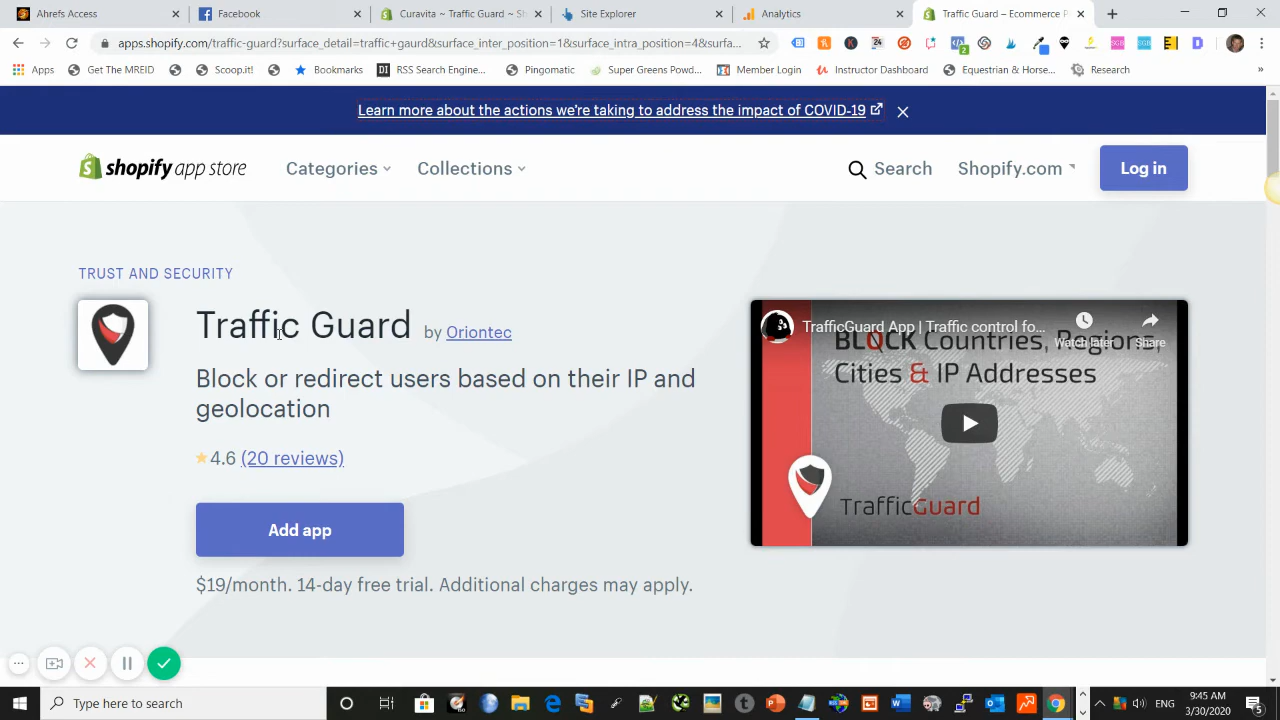 Ahrefs Access
Facebook
Curavita ~ Traffic Guard ~ Sh
Site Explorer
Analytics
Traffic Guard – Ecommerce P
apps.shopify.com/traffic-guard?surface_detail=traffic+gaurd&surface_inter_position=1&surface_intra_position=4&surfa...
Apps
Get The MREID
Scoop.it!
Bookmarks
RSS Search Engine...
Pingomatic
Super Greens Powd...
Member Login
Instructor Dashboard
Equestrian & Horse...
Research
Learn more about the actions we're taking to address the impact of COVID-19
shopify app store
Categories
Collections
Search
Shopify.com
Log in
TRUST AND SECURITY
Traffic Guard by Oriontec
Block or redirect users based on their IP and
geolocation
4.6 (20 reviews)
Add app
$19/month. 14-day free trial. Additional charges may apply.
TrafficGuard App | Traffic control fo...
Watch later
Share
BLOCK Countries, Regions,
Cities & IP Addresses
TrafficGuard
Type here to search
ENG
9:45 AM
3/30/2020